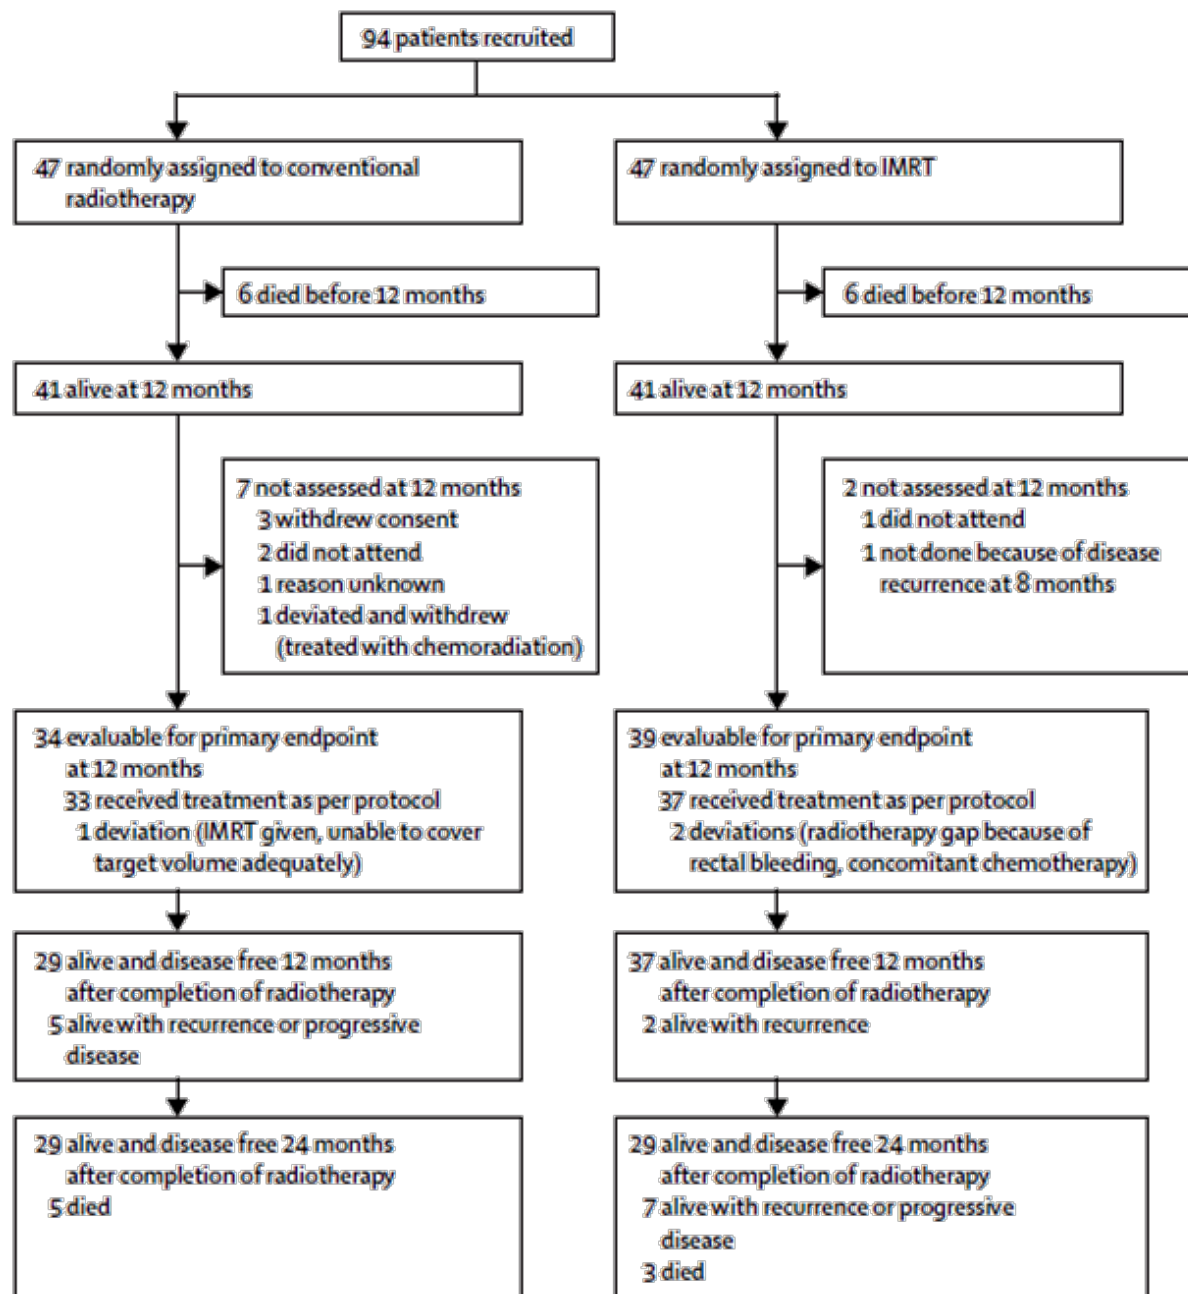 94 patients recruited
47 randomly assigned to conventional
radiotherapy
47 randomly assigned to IMRT
6 died before 12 months
6 died before 12 months
41 alive at 12 months
41 alive at 12 months
7 not assessed at 12 months
3 withdrew consent
2 did not attend
1 reason unknown
1 deviated and withdrew
(treated with chemoradiation)
2 not assessed at 12 months
1 did not attend
1 not done because of disease
recurrence at 8 months
34 evaluable for primary endpoint
at 12 months
33 received treatment as per protocol
1 deviation (IMRT given, unable to cover
target volume adequately)
39 evaluable for primary endpoint
at 12 months
37 received treatment as per protocol
2 deviations (radiotherapy gap because of
rectal bleeding, concomitant chemotherapy)
29 alive and disease free 12 months
after completion of radiotherapy
5 alive with recurrence or progressive
disease
37 alive and disease free 12 months
after completion of radiotherapy
2 alive with recurrence
29 alive and disease free 24 months
after completion of radiotherapy
5 died
29 alive and disease free 24 months
after completion of radiotherapy
7 alive with recurrence or progressive
disease
3 died